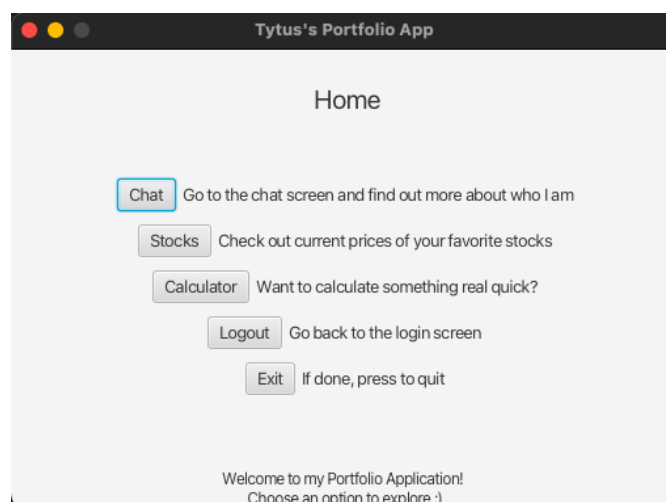 Tytus's Portfolio App
Home
Chat Go to the chat screen and find out more about who I am
Stocks Check out current prices of your favorite stocks
Calculator Want to calculate something real quick?
Logout Go back to the login screen
Exit If done, press to quit
Welcome to my Portfolio Application!
Choose an option to explore :)